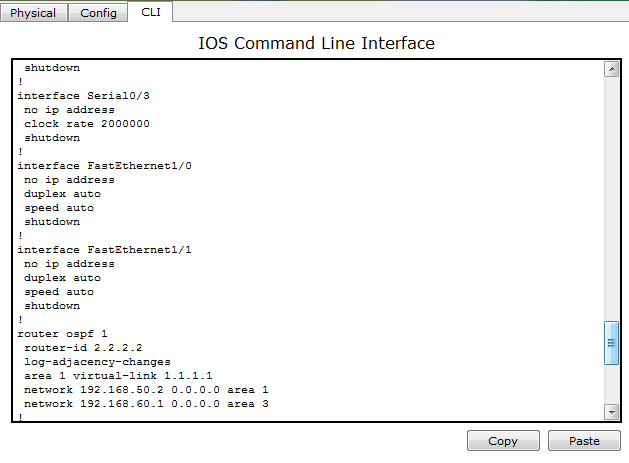 Physical Config CLI
IOS Command Line Interface
shutdown
!
interface Serial0/3
no ip address
clock rate 2000000
shutdown
!
interface FastEthernet1/0
no ip address
duplex auto
speed auto
shutdown
!
interface FastEthernet1/1
no ip address
duplex auto
speed auto
shutdown
!
router ospf 1
router-id 2.2.2.2
log-adjacency-changes
area 1 virtual-link 1.1.1.1
network 192.168.50.2 0.0.0.0 area 1
network 192.168.60.1 0.0.0.0 area 3
!
Copy Paste